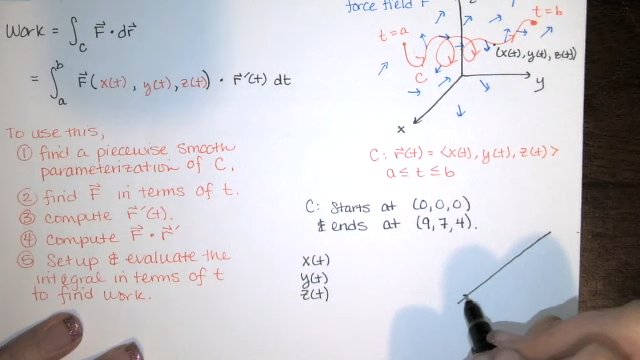 force field F
Work = ∫_C F⃗ · dr⃗
= ∫_a^b F⃗(x(t), y(t), z(t)) · r⃗'(t) dt
To use this,
① find a piecewise smooth
parameterization of C.
② find F⃗ in terms of t.
③ compute r⃗'(t).
④ compute F⃗ · r⃗'
⑤ Setup & evaluate the
integral in terms of t
to find work.
t=a
t=b
(x(t), y(t), z(t))
C
y
x
C: r⃗(t) = <x(t), y(t), z(t)>
a ≤ t ≤ b
C: Starts at (0,0,0)
& ends at (9,7,4).
x(t)
y(t)
z(t)